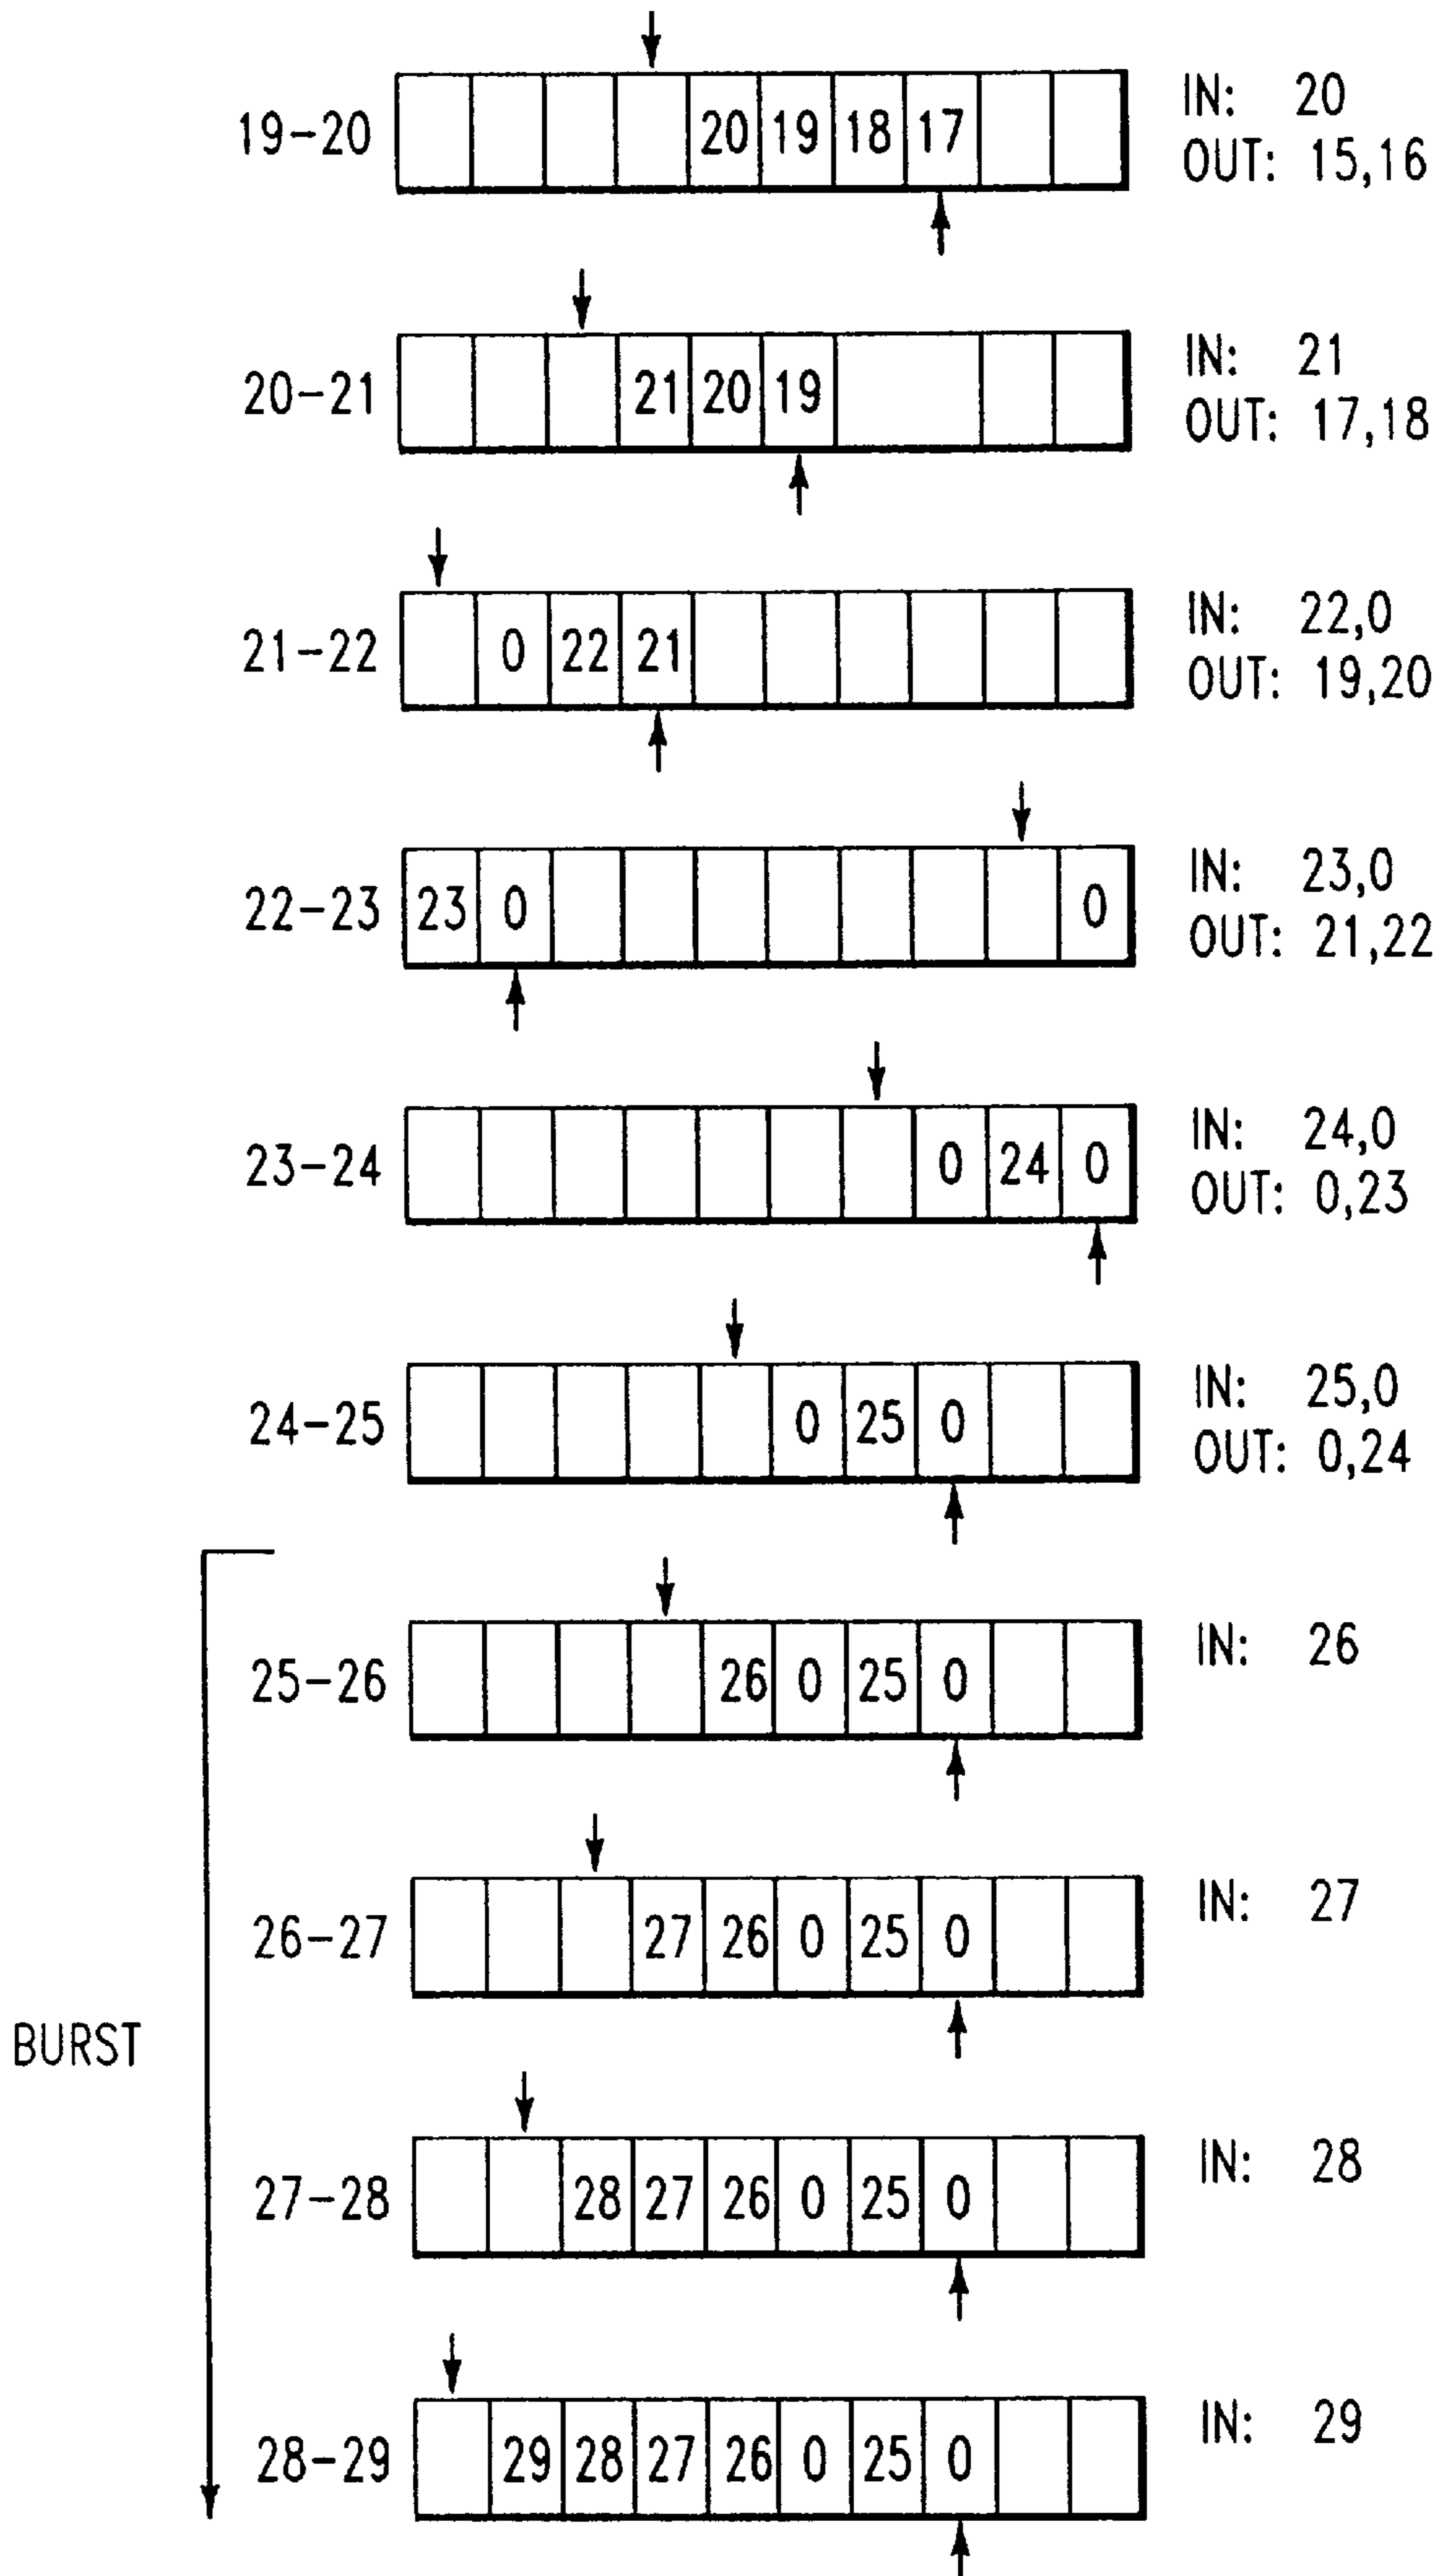 19-20 20 19 18 17 IN: 20
OUT: 15,16
20-21 21 20 19 IN: 21
OUT: 17,18
21-22 0 22 21 IN: 22,0
OUT: 19,20
22-23 23 0 0 IN: 23,0
OUT: 21,22
23-24 0 24 0 IN: 24,0
OUT: 0,23
24-25 0 25 0 IN: 25,0
OUT: 0,24
25-26 26 0 25 0 IN: 26
26-27 27 26 0 25 0 IN: 27
BURST
27-28 28 27 26 0 25 0 IN: 28
28-29 29 28 27 26 0 25 0 IN: 29